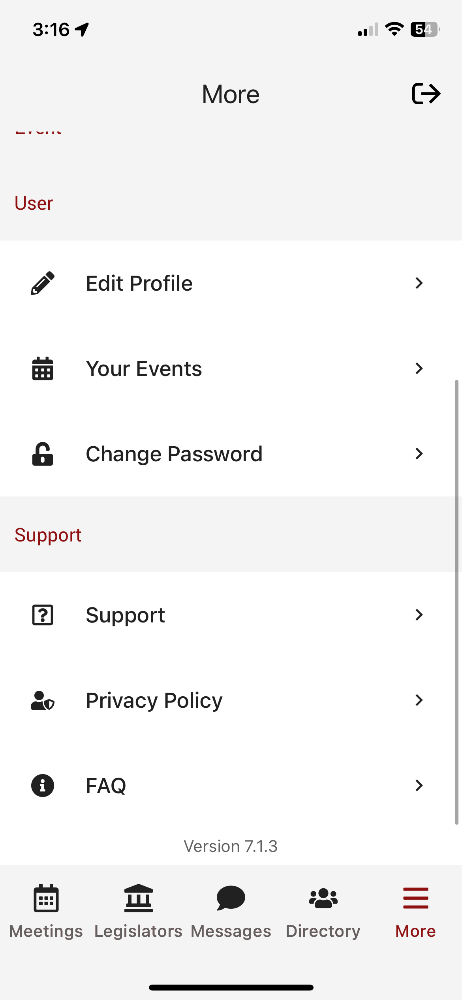 3:16
54
More
Event
User
Edit Profile
Your Events
Change Password
Support
Support
Privacy Policy
FAQ
Version 7.1.3
Meetings
Legislators
Messages
Directory
More